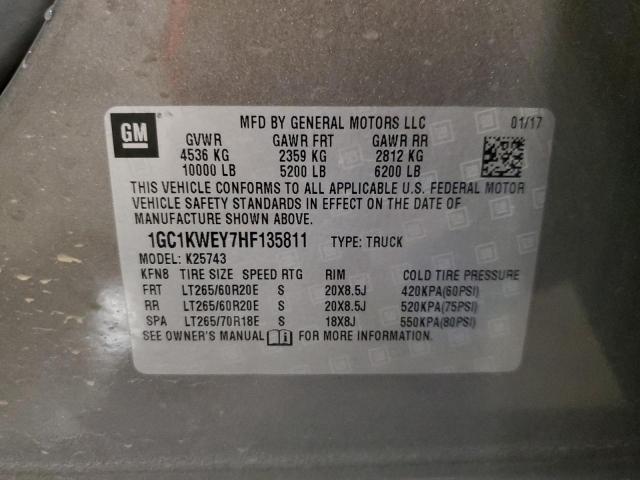 GM
MFD BY GENERAL MOTORS LLC 01/17
GVWR GAWR FRT GAWR RR
4536 KG 2359 KG 2812 KG
10000 LB 5200 LB 6200 LB
THIS VEHICLE CONFORMS TO ALL APPLICABLE U.S. FEDERAL MOTOR
VEHICLE SAFETY STANDARDS IN EFFECT ON THE DATE OF
MANUFACTURE SHOWN ABOVE.
1GC1KWEY7HF135811 TYPE: TRUCK
MODEL: K25743
KFN8 TIRE SIZE SPEED RTG RIM COLD TIRE PRESSURE
FRT LT265/60R20E S 20X8.5J 420KPA(60PSI)
RR LT265/60R20E S 20X8.5J 520KPA(75PSI)
SPA LT265/70R18E S 18X8J 550KPA(80PSI)
SEE OWNER'S MANUAL FOR MORE INFORMATION.